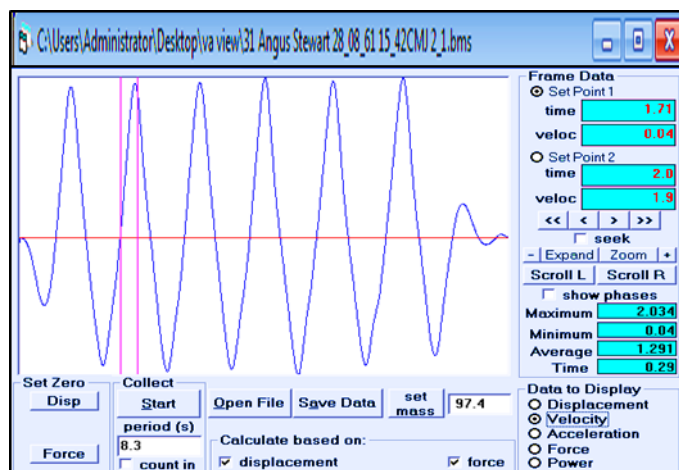 C:\Users\Administrator\Desktop\va view\31 Angus Stewart 28_08_61 15_42CMJ 2_1.bms
Frame Data
Set Point 1
time 1.71
veloc 0.04
Set Point 2
time 2.0
veloc 1.9
<< < > >>
seek
- Expand Zoom +
Scroll L Scroll R
show phases
Maximum 2.034
Minimum 0.04
Average 1.291
Time 0.29
Set Zero
Disp
Force
Collect
Start
period (s)
8.3
count in
Open File Save Data set mass 97.4
Calculate based on:
displacement force
Data to Display
Displacement
Velocity
Acceleration
Force
Power